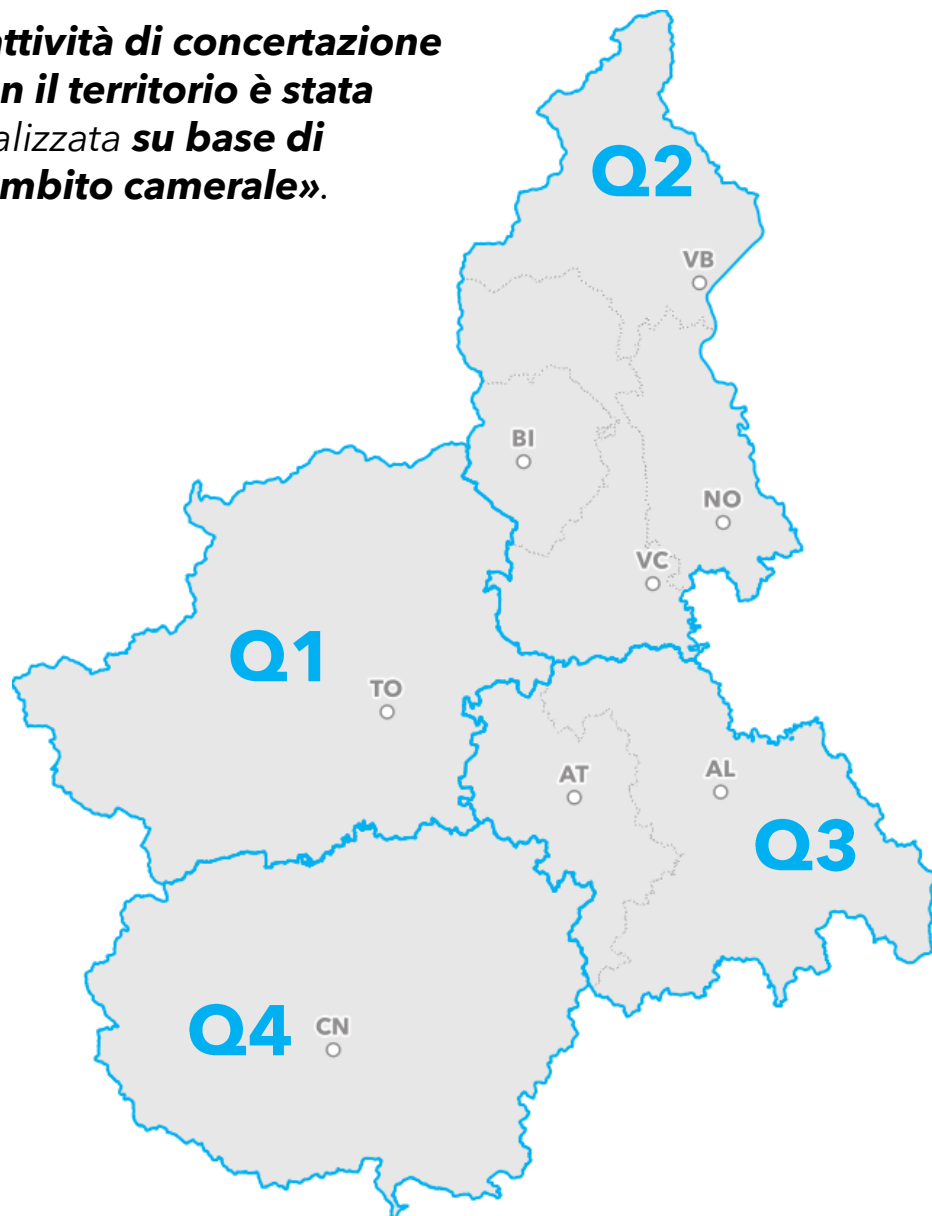 attività di concertazione
n il territorio è stata
alizzata su base di
mbito camerale».
Q2
VB
BI
NO
VC
Q1
TO
AT
AL
Q3
Q4
CN